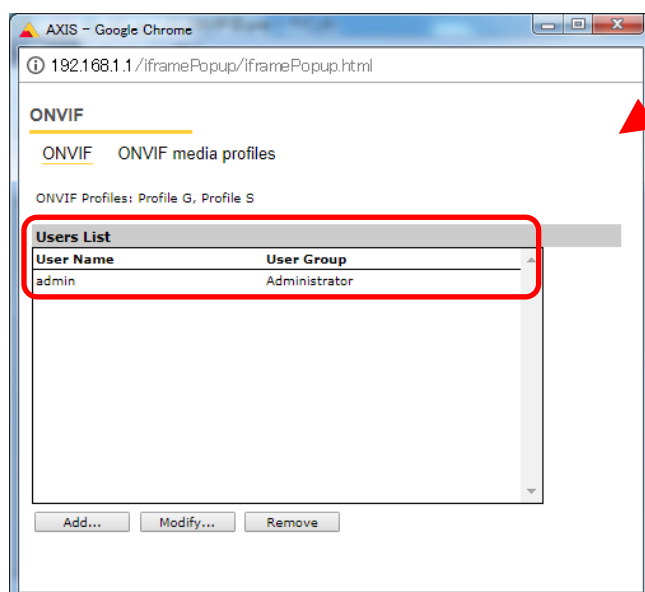 AXIS - Google Chrome
192.168.1.1/iframePopup/iframePopup.html
ONVIF
ONVIF ONVIF media profiles
ONVIF Profiles: Profile G, Profile S
Users List
User Name User Group
admin Administrator
Add... Modify... Remove